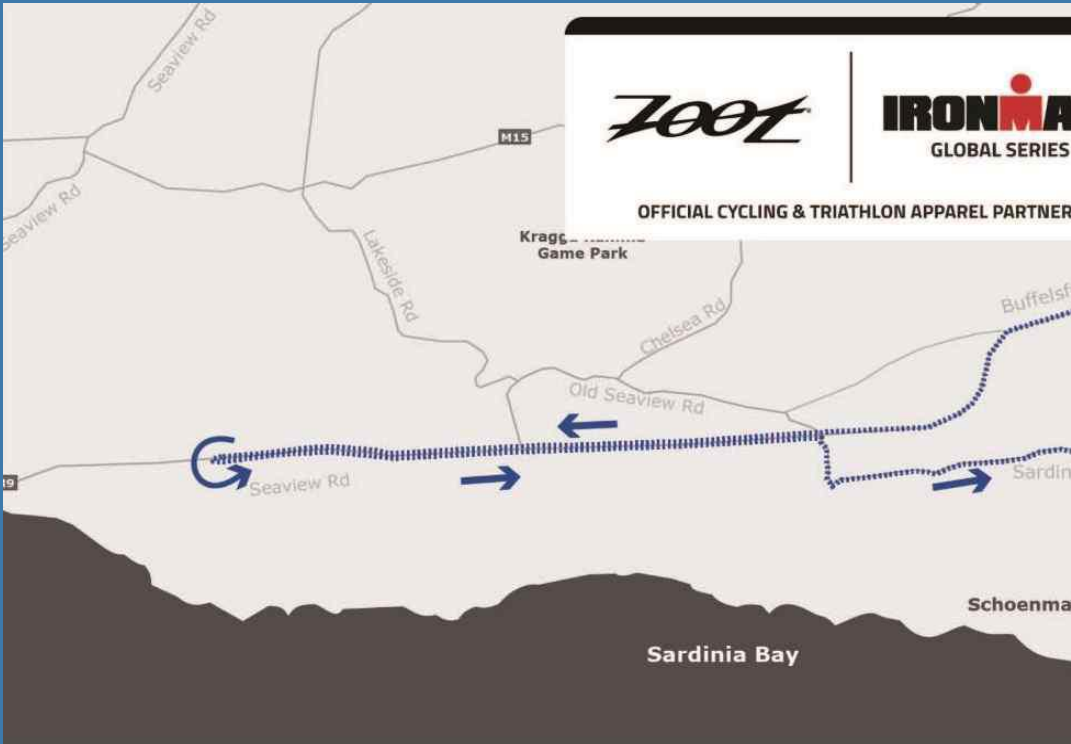 Seaview Rd
ZOOT
IRONMA
GLOBAL SERIES
OFFICIAL CYCLING & TRIATHLON APPAREL PARTNER
M15
Seaview Rd
Lakeside Rd
Game Park
Chelsea Rd
Buffelsf
Old Seaview Rd
Seaview Rd
Sardin
Schoenma
Sardinia Bay